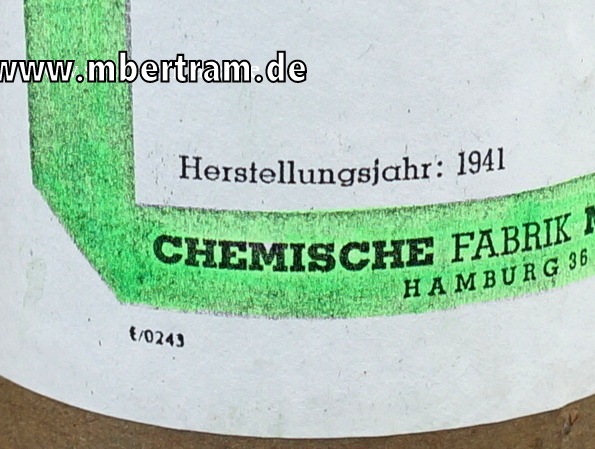 www.mbertram.de
Herstellungsjahr: 1941
CHEMISCHE FABRIK
HAMBURG 36
€/0243